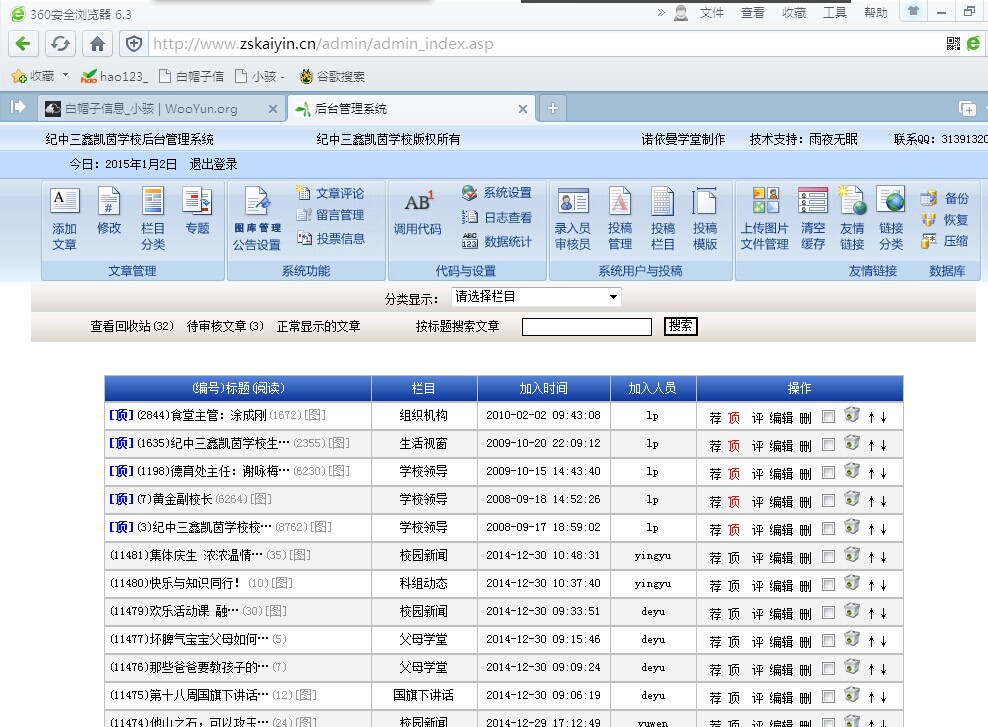 360安全浏览器 6.3
» 文件 查看 收藏 工具 帮助
http://www.zskaiyin.cn/admin/admin_index.asp
收藏 hao123_ 白帽子信 小孩 - 谷歌搜索
白帽子信息_小孩 | WooYun.org × 后台管理系统 × +
纪中三鑫凯茵学校后台管理系统 纪中三鑫凯茵学校版权所有 诺依曼学堂制作 技术支持：雨夜无眠 联系QQ：3139132
今日：2015年1月2日 退出登录
添加文章 修改 栏目分类 专题
文章管理
图库管理 公告设置 文章评论 留言管理 投票信息
系统功能
AB¹ 调用代码 系统设置 日志查看 数据统计
代码与设置
录入员审核员 投稿管理 投稿栏目 投稿模版
系统用户与投稿
上传图片文件管理 清空缓存 友情链接 链接分类 备份 恢复 压缩
友情链接 数据库
分类显示： 请选择栏目
查看回收站(32) 待审核文章(3) 正常显示的文章 按标题搜索文章 搜索
(编号)标题(阅读) 栏目 加入时间 加入人员 操作
[顶](2844)食堂主管：涂成刚(1672)[图] 组织机构 2010-02-02 09:43:08 lp 荐 顶 评 编辑 删 ↑ ↓
[顶](1635)纪中三鑫凯茵学校生…(2355)[图] 生活视窗 2009-10-20 22:09:12 lp 荐 顶 评 编辑 删 ↑ ↓
[顶](1198)德育处主任：谢咏梅…(6230)[图] 学校领导 2009-10-15 14:43:40 lp 荐 顶 评 编辑 删 ↑ ↓
[顶](7)黄金副校长(6264)[图] 学校领导 2008-09-18 14:52:26 lp 荐 顶 评 编辑 删 ↑ ↓
[顶](3)纪中三鑫凯茵学校校…(8762)[图] 学校领导 2008-09-17 18:59:02 lp 荐 顶 评 编辑 删 ↑ ↓
(11481)集体庆生 浓浓温情…(35)[图] 校园新闻 2014-12-30 10:48:31 yingyu 荐 顶 评 编辑 删 ↑ ↓
(11480)快乐与知识同行！(10)[图] 科组动态 2014-12-30 10:37:40 yingyu 荐 顶 评 编辑 删 ↑ ↓
(11479)欢乐活动课 融…(30)[图] 校园新闻 2014-12-30 09:33:51 deyu 荐 顶 评 编辑 删 ↑ ↓
(11477)坏脾气宝宝父母如何…(5) 父母学堂 2014-12-30 09:15:46 deyu 荐 顶 评 编辑 删 ↑ ↓
(11476)那些爸爸要教孩子的…(7) 父母学堂 2014-12-30 09:09:24 deyu 荐 顶 评 编辑 删 ↑ ↓
(11475)第十八周国旗下讲话…(12)[图] 国旗下讲话 2014-12-30 09:06:19 deyu 荐 顶 评 编辑 删 ↑ ↓
(11474)他山之石，可以攻玉…(24)[图] 校园新闻 2014-12-29 17:12:49 yuwen 荐 顶 评 编辑 删 ↑ ↓